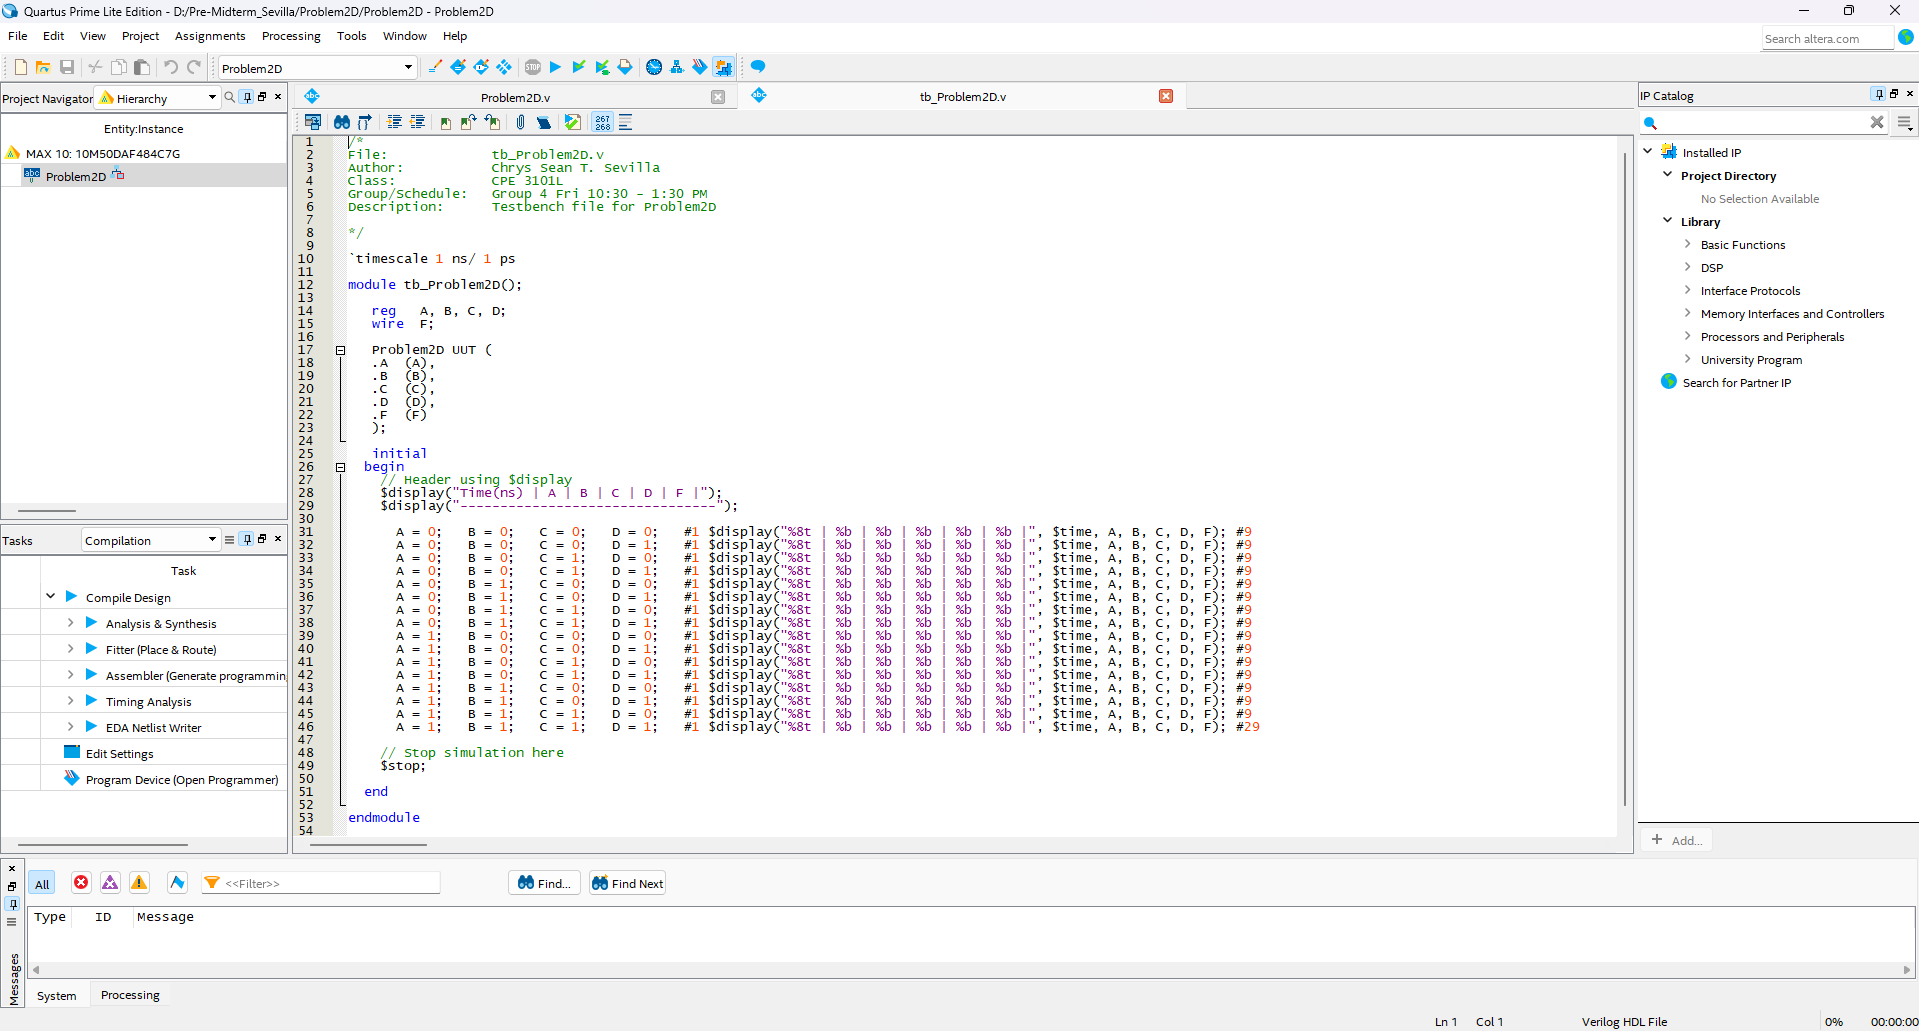 Quartus Prime Lite Edition - D:/Pre-Midterm_Sevilla/Problem2D/Problem2D - Problem2D
File Edit View Project Assignments Processing Tools Window Help
Search altera.com
Problem2D
STOP
Project Navigator Hierarchy
Entity:Instance
MAX 10: 10M50DAF484C7G
abc Problem2D
Tasks Compilation
Task
Compile Design
Analysis & Synthesis
Fitter (Place & Route)
Assembler (Generate programmin
Timing Analysis
EDA Netlist Writer
Edit Settings
Program Device (Open Programmer)
abc Problem2D.v
abc tb_Problem2D.v
267
268
1 /*
2 File: tb_Problem2D.v
3 Author: Chrys Sean T. Sevilla
4 Class: CPE 3101L
5 Group/Schedule: Group 4 Fri 10:30 - 1:30 PM
6 Description: Testbench file for Problem2D
7
8 */
9
10 `timescale 1 ns/ 1 ps
11
12 module tb_Problem2D();
13
14 reg A, B, C, D;
15 wire F;
16
17 Problem2D UUT (
18 .A (A),
19 .B (B),
20 .C (C),
21 .D (D),
22 .F (F)
23 );
24
25 initial
26 begin
27 // Header using $display
28 $display("Time(ns) | A | B | C | D | F |");
29 $display("--------------------------------");
30
31 A = 0; B = 0; C = 0; D = 0; #1 $display("%8t | %b | %b | %b | %b | %b |", $time, A, B, C, D, F); #9
32 A = 0; B = 0; C = 0; D = 1; #1 $display("%8t | %b | %b | %b | %b | %b |", $time, A, B, C, D, F); #9
33 A = 0; B = 0; C = 1; D = 0; #1 $display("%8t | %b | %b | %b | %b | %b |", $time, A, B, C, D, F); #9
34 A = 0; B = 0; C = 1; D = 1; #1 $display("%8t | %b | %b | %b | %b | %b |", $time, A, B, C, D, F); #9
35 A = 0; B = 1; C = 0; D = 0; #1 $display("%8t | %b | %b | %b | %b | %b |", $time, A, B, C, D, F); #9
36 A = 0; B = 1; C = 0; D = 1; #1 $display("%8t | %b | %b | %b | %b | %b |", $time, A, B, C, D, F); #9
37 A = 0; B = 1; C = 1; D = 0; #1 $display("%8t | %b | %b | %b | %b | %b |", $time, A, B, C, D, F); #9
38 A = 0; B = 1; C = 1; D = 1; #1 $display("%8t | %b | %b | %b | %b | %b |", $time, A, B, C, D, F); #9
39 A = 1; B = 0; C = 0; D = 0; #1 $display("%8t | %b | %b | %b | %b | %b |", $time, A, B, C, D, F); #9
40 A = 1; B = 0; C = 0; D = 1; #1 $display("%8t | %b | %b | %b | %b | %b |", $time, A, B, C, D, F); #9
41 A = 1; B = 0; C = 1; D = 0; #1 $display("%8t | %b | %b | %b | %b | %b |", $time, A, B, C, D, F); #9
42 A = 1; B = 0; C = 1; D = 1; #1 $display("%8t | %b | %b | %b | %b | %b |", $time, A, B, C, D, F); #9
43 A = 1; B = 1; C = 0; D = 0; #1 $display("%8t | %b | %b | %b | %b | %b |", $time, A, B, C, D, F); #9
44 A = 1; B = 1; C = 0; D = 1; #1 $display("%8t | %b | %b | %b | %b | %b |", $time, A, B, C, D, F); #9
45 A = 1; B = 1; C = 1; D = 0; #1 $display("%8t | %b | %b | %b | %b | %b |", $time, A, B, C, D, F); #9
46 A = 1; B = 1; C = 1; D = 1; #1 $display("%8t | %b | %b | %b | %b | %b |", $time, A, B, C, D, F); #29
47
48 // Stop simulation here
49 $stop;
50
51 end
52
53 endmodule
54
IP Catalog
Installed IP
Project Directory
No Selection Available
Library
Basic Functions
DSP
Interface Protocols
Memory Interfaces and Controllers
Processors and Peripherals
University Program
Search for Partner IP
+ Add...
All <<Filter>> Find... Find Next
Type ID Message
Messages
System Processing
Ln 1 Col 1 Verilog HDL File 0% 00:00:00